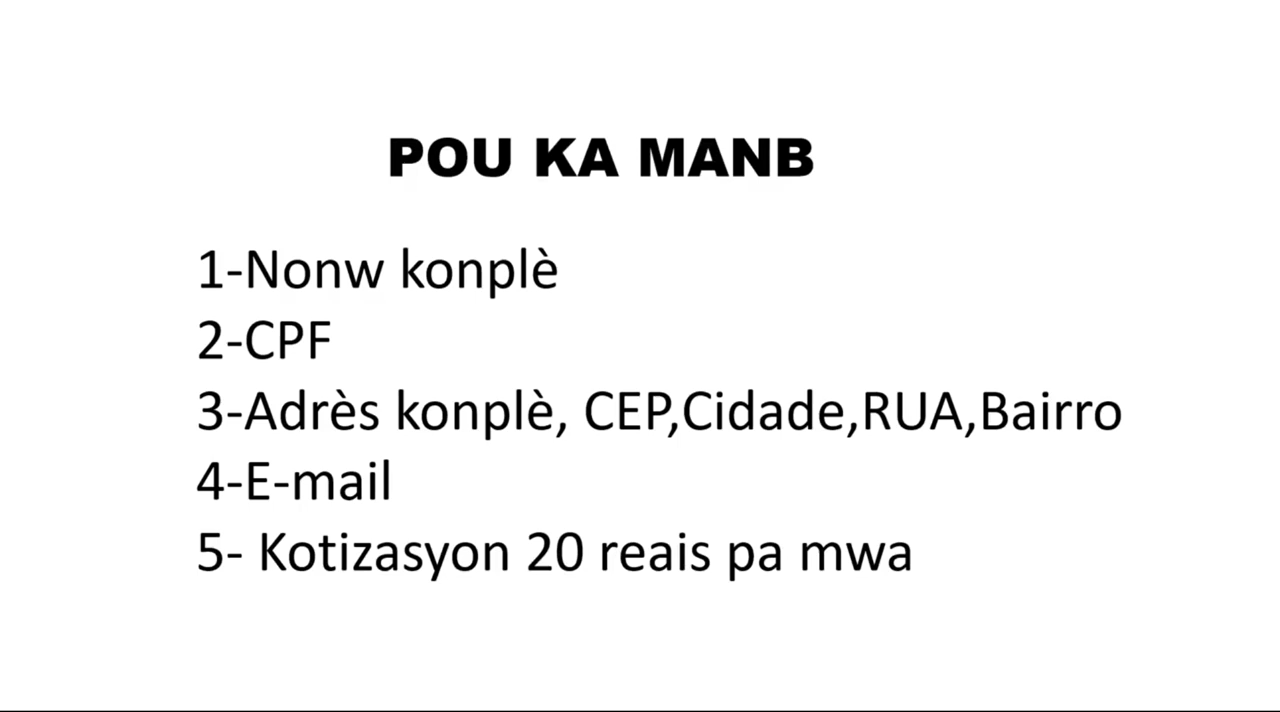 POU KA MANB
1-Nonw konplè
2-CPF
3-Adrès konplè, CEP,Cidade,RUA,Bairro
4-E-mail
5- Kotizasyon 20 reais pa mwa